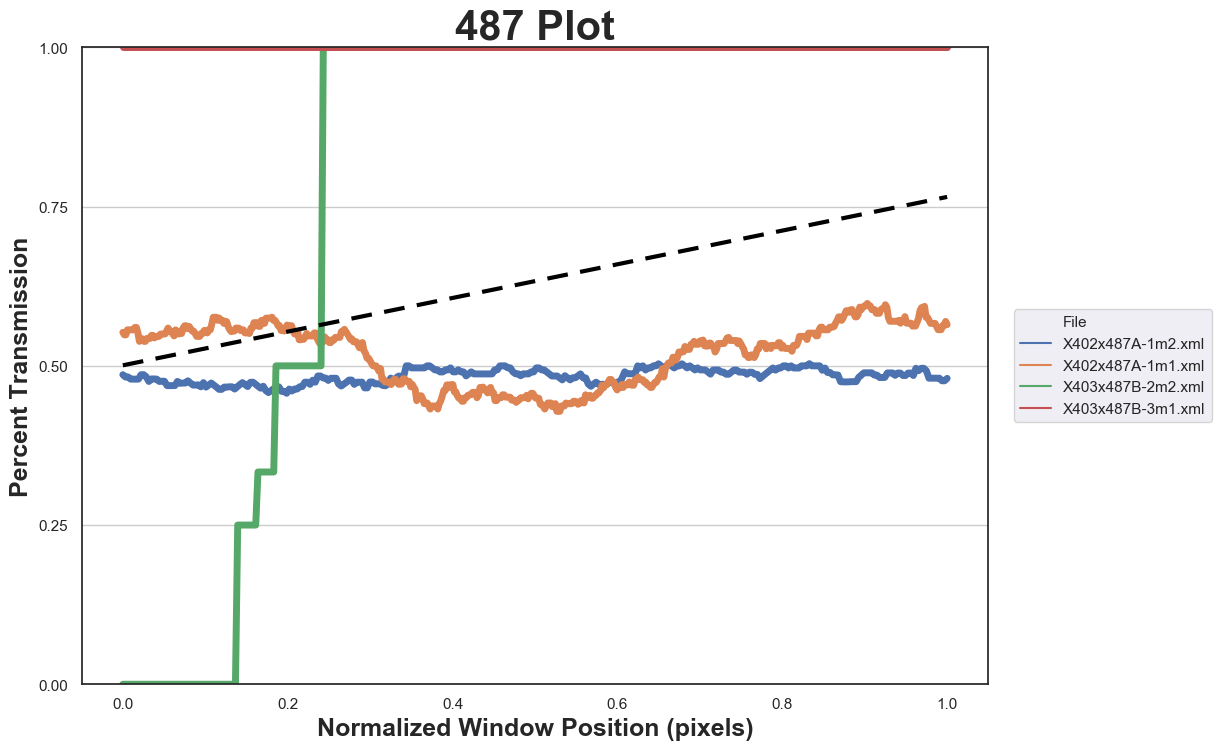 487 Plot
Percent Transmission
1.00
0.75
0.50
0.25
0.00
0.0 0.2 0.4 0.6 0.8 1.0
Normalized Window Position (pixels)
File
X402x487A-1m2.xml
X402x487A-1m1.xml
X403x487B-2m2.xml
X403x487B-3m1.xml